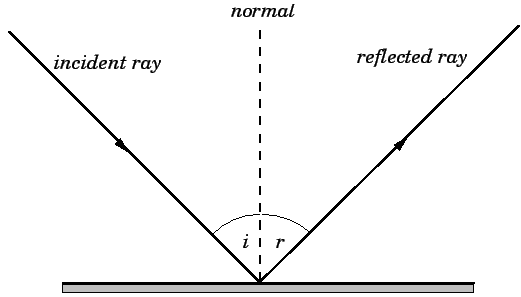 normal
incident ray
reflected ray
i
r